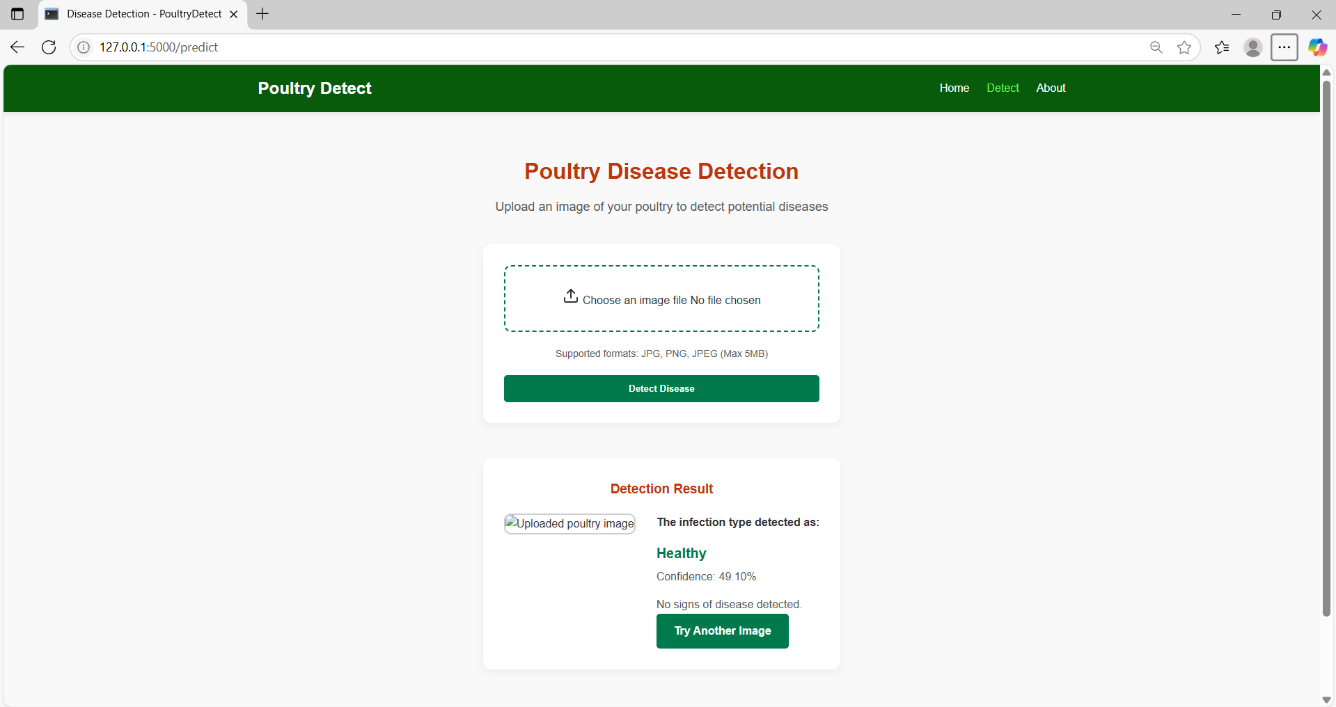 Disease Detection - PoultryDetect
127.0.0.1:5000/predict
Poultry Detect
Home Detect About
Poultry Disease Detection
Upload an image of your poultry to detect potential diseases
Choose an image file No file chosen
Supported formats: JPG, PNG, JPEG (Max 5MB)
Detect Disease
Detection Result
Uploaded poultry image
The infection type detected as:
Healthy
Confidence: 49.10%
No signs of disease detected.
Try Another Image